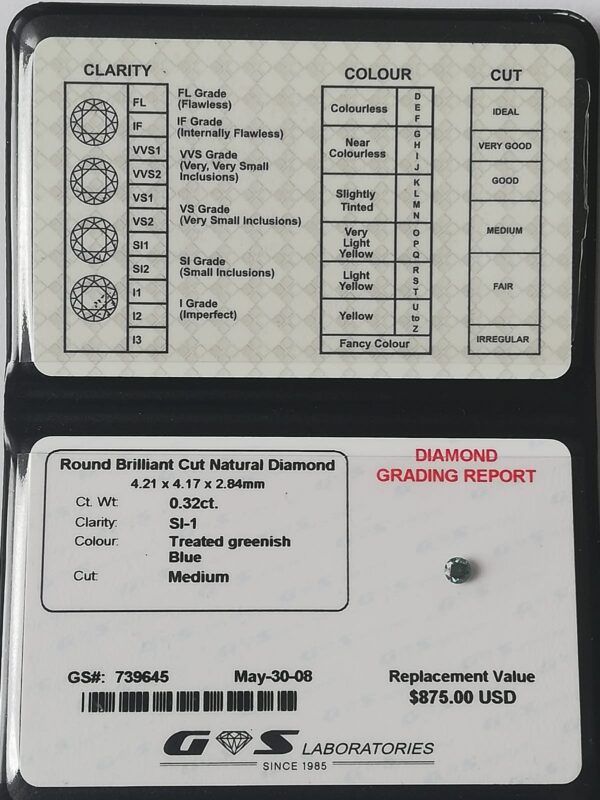 CLARITY
FL
IF
VVS1
VVS2
VS1
VS2
SI1
SI2
I1
I2
I3
FL Grade
(Flawless)
IF Grade
(Internally Flawless)
VVS Grade
(Very, Very Small
Inclusions)
VS Grade
(Very Small Inclusions)
SI Grade
(Small Inclusions)
I Grade
(Imperfect)
COLOUR
Colourless
D
E
F
Near
Colourless
G
H
I
J
Slightly
Tinted
K
L
M
N
Very
Light
Yellow
O
P
Q
Light
Yellow
R
S
T
Yellow
U
to
Z
Fancy Colour
CUT
IDEAL
VERY GOOD
GOOD
MEDIUM
FAIR
IRREGULAR
Round Brilliant Cut Natural Diamond
4.21 x 4.17 x 2.84mm
Ct. Wt: 0.32ct.
Clarity: SI-1
Colour: Treated greenish
Blue
Cut: Medium
DIAMOND
GRADING REPORT
GS#: 739645 May-30-08
Replacement Value
$875.00 USD
G S LABORATORIES
SINCE 1985